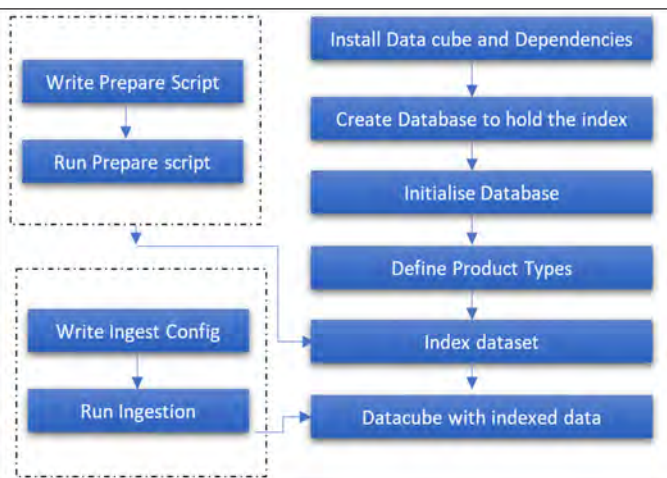 Write Prepare Script
Run Prepare script
Write Ingest Config
Run Ingestion
Install Data cube and Dependencies
Create Database to hold the index
Initialise Database
Define Product Types
Index dataset
Datacube with indexed data